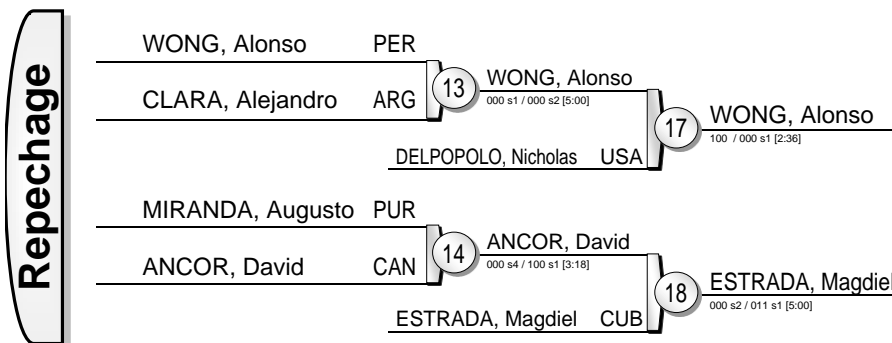 Repechage
WONG, Alonso PER
CLARA, Alejandro ARG
13
WONG, Alonso
000 s1 / 000 s2 [5:00]
DELPOPOLO, Nicholas USA
17
WONG, Alonso
100 / 000 s1 [2:36]
MIRANDA, Augusto PUR
ANCOR, David CAN
14
ANCOR, David
000 s4 / 100 s1 [3:18]
ESTRADA, Magdiel CUB
18
ESTRADA, Magdiel
000 s2 / 011 s1 [5:00]